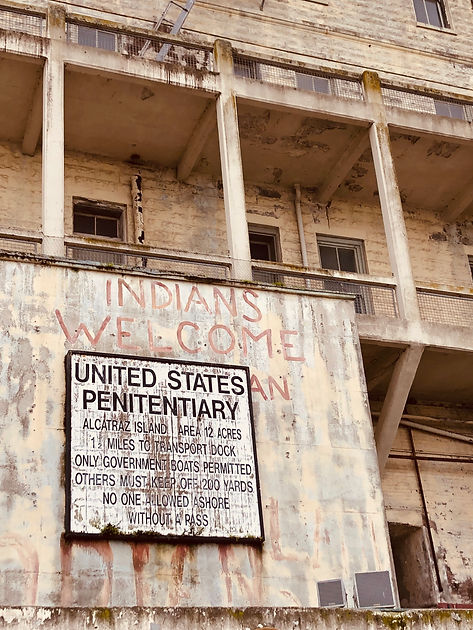 INDIANS
WELCOME
UNITED STATES
PENITENTIARY
ALCATRAZ ISLAND AREA 12 ACRES
1½ MILES TO TRANSPORT DOCK
ONLY GOVERNMENT BOATS PERMITTED
OTHERS MUST KEEP OFF 200 YARDS
NO ONE ALLOWED ASHORE
WITHOUT A PASS